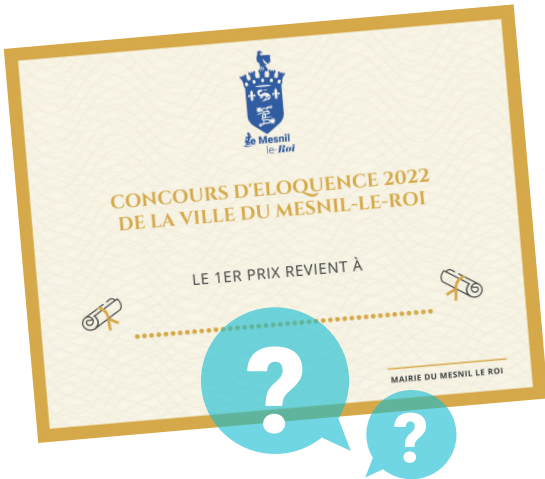 Le Mesnil
le-Roi
CONCOURS D'ELOQUENCE 2022
DE LA VILLE DU MESNIL-LE-ROI
LE 1ER PRIX REVIENT À
MAIRIE DU MESNIL LE ROI
?
?